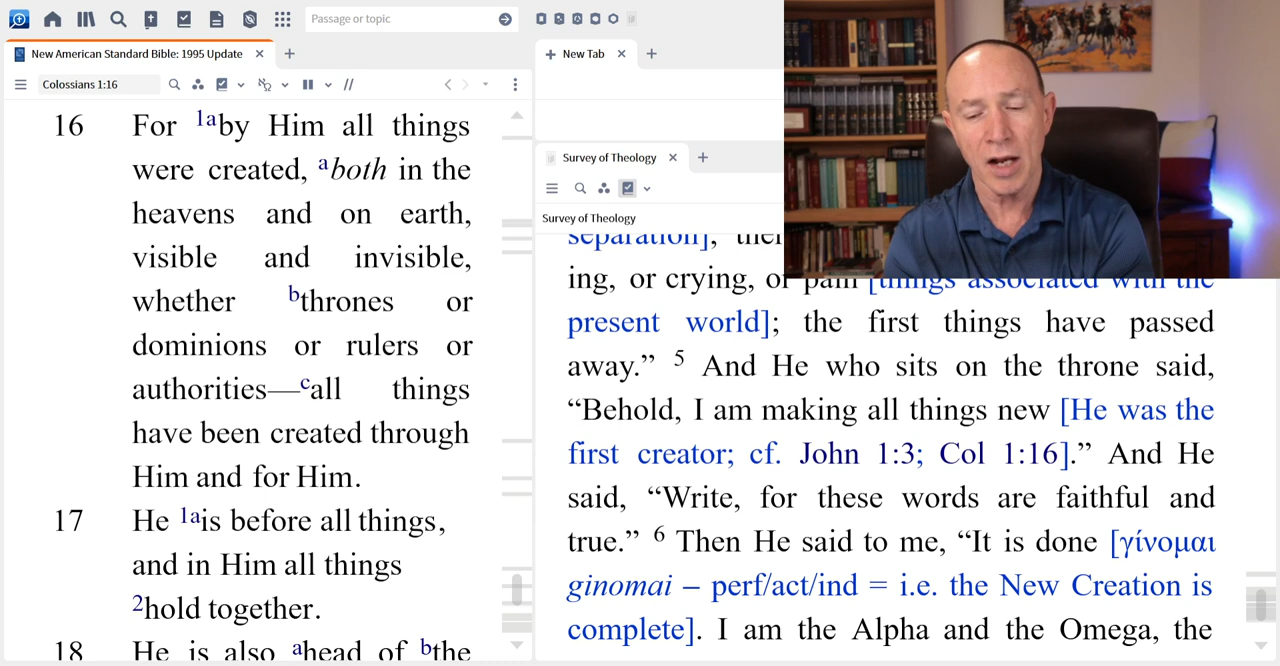 Passage or topic
New American Standard Bible: 1995 Update
New Tab
Colossians 1:16
16 For 1aby Him all things
were created, aboth in the
heavens and on earth,
visible and invisible,
whether bthrones or
dominions or rulers or
authorities—call things
have been created through
Him and for Him.
17 He 1ais before all things,
and in Him all things
2hold together.
18 He is also ahead of bthe
Survey of Theology
Survey of Theology
separation], ther
ing, or crying, or pain [things associated with the
present world]; the first things have passed
away.” 5 And He who sits on the throne said,
“Behold, I am making all things new [He was the
first creator; cf. John 1:3; Col 1:16].” And He
said, “Write, for these words are faithful and
true.” 6 Then He said to me, “It is done [γίνομαι
ginomai – perf/act/ind = i.e. the New Creation is
complete]. I am the Alpha and the Omega, the